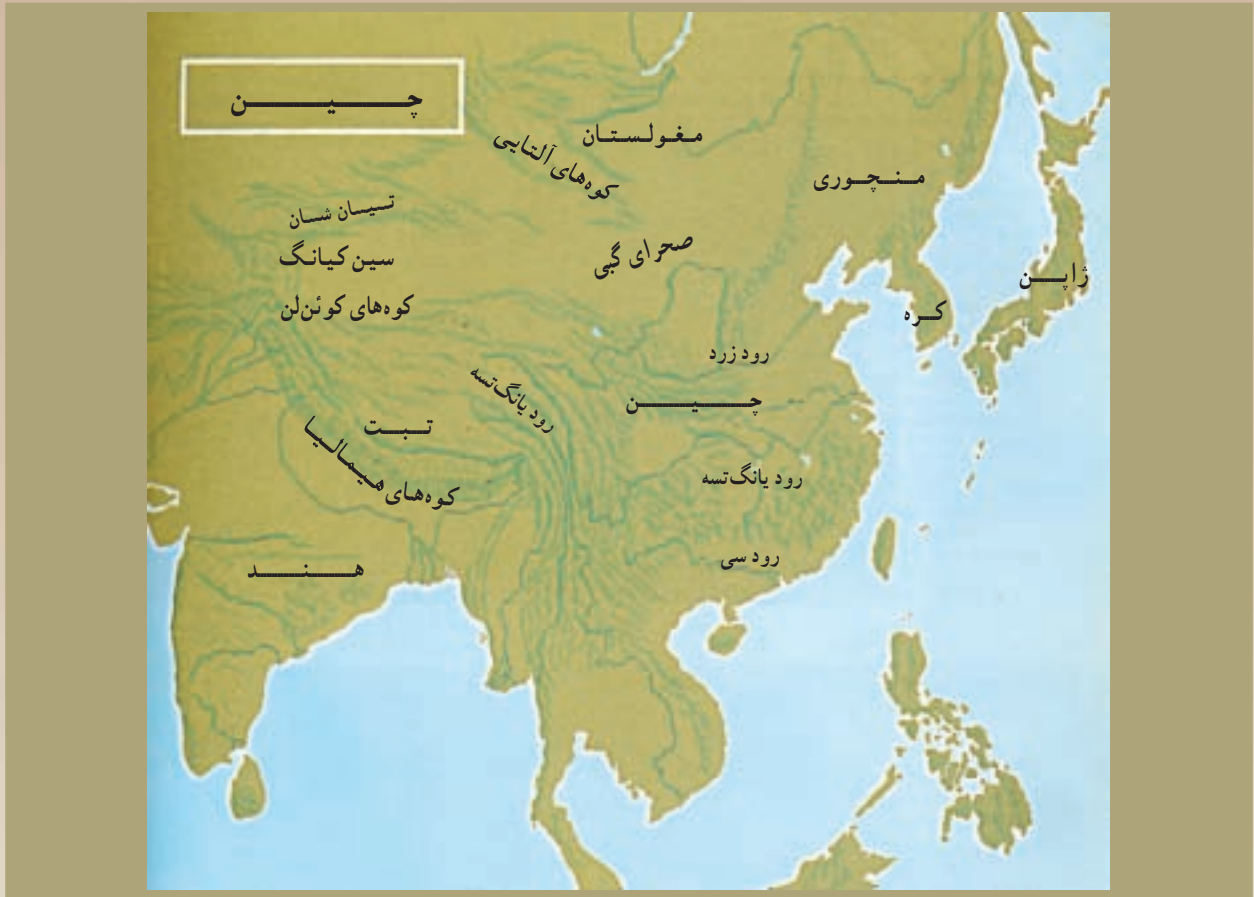 چین
مغولستان
کوه‌های آلتایی
منچوری
تیان شان
سین کیانگ
صحرای گبی
ژاپن
کوه‌های کوئن‌لن
کره
رود زرد
رود یانگ‌تسه
چین
تبت
کوه‌های هیمالیا
رود یانگ‌تسه
رود سی
هند